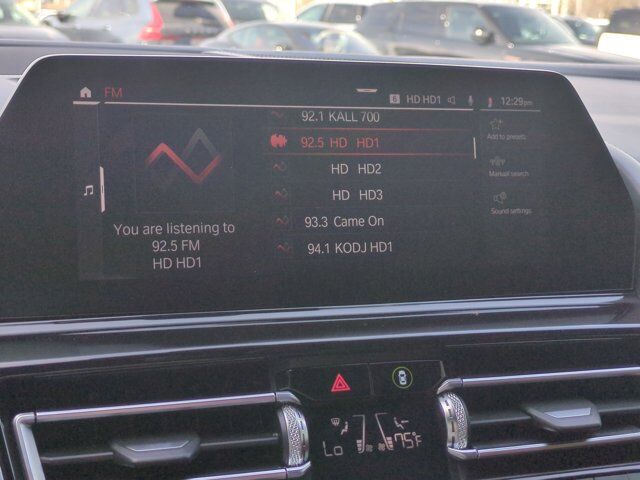 FM
6 HD HD1
12:29pm
92.1 KALL 700
92.5 HD HD1
HD HD2
HD HD3
93.3 Came On
94.1 KODJ HD1
You are listening to
92.5 FM
HD HD1
Add to presets
Manual search
Sound settings
Lo
75°F